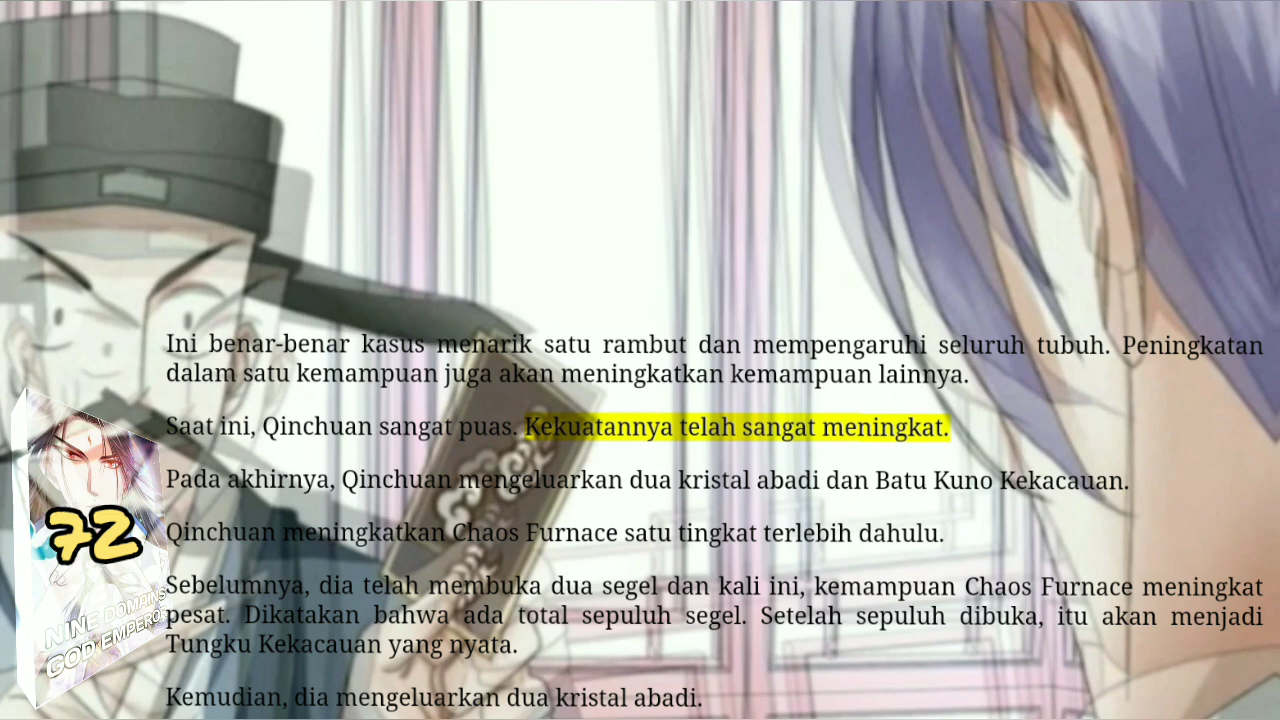 Ini benar-benar kasus menarik satu rambut dan mempengaruhi seluruh tubuh. Peningkatan
dalam satu kemampuan juga akan meningkatkan kemampuan lainnya.
Saat ini, Qinchuan sangat puas. Kekuatannya telah sangat meningkat.
Pada akhirnya, Qinchuan mengeluarkan dua kristal abadi dan Batu Kuno Kekacauan.
Qinchuan meningkatkan Chaos Furnace satu tingkat terlebih dahulu.
Sebelumnya, dia telah membuka dua segel dan kali ini, kemampuan Chaos Furnace meningkat
pesat. Dikatakan bahwa ada total sepuluh segel. Setelah sepuluh dibuka, itu akan menjadi
Tungku Kekacauan yang nyata.
Kemudian, dia mengeluarkan dua kristal abadi.
72
NINE DOMAINS
GOD EMPEROR